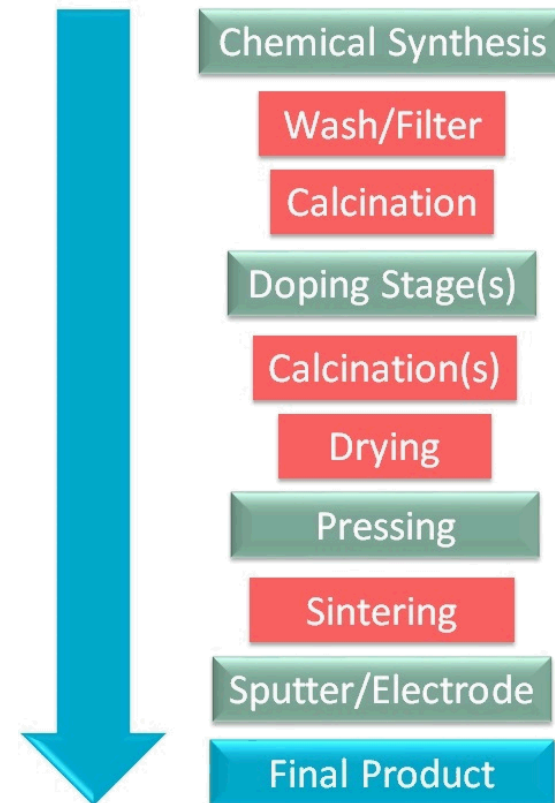 Chemical Synthesis
Wash/Filter
Calcination
Doping Stage(s)
Calcination(s)
Drying
Pressing
Sintering
Sputter/Electrode
Final Product